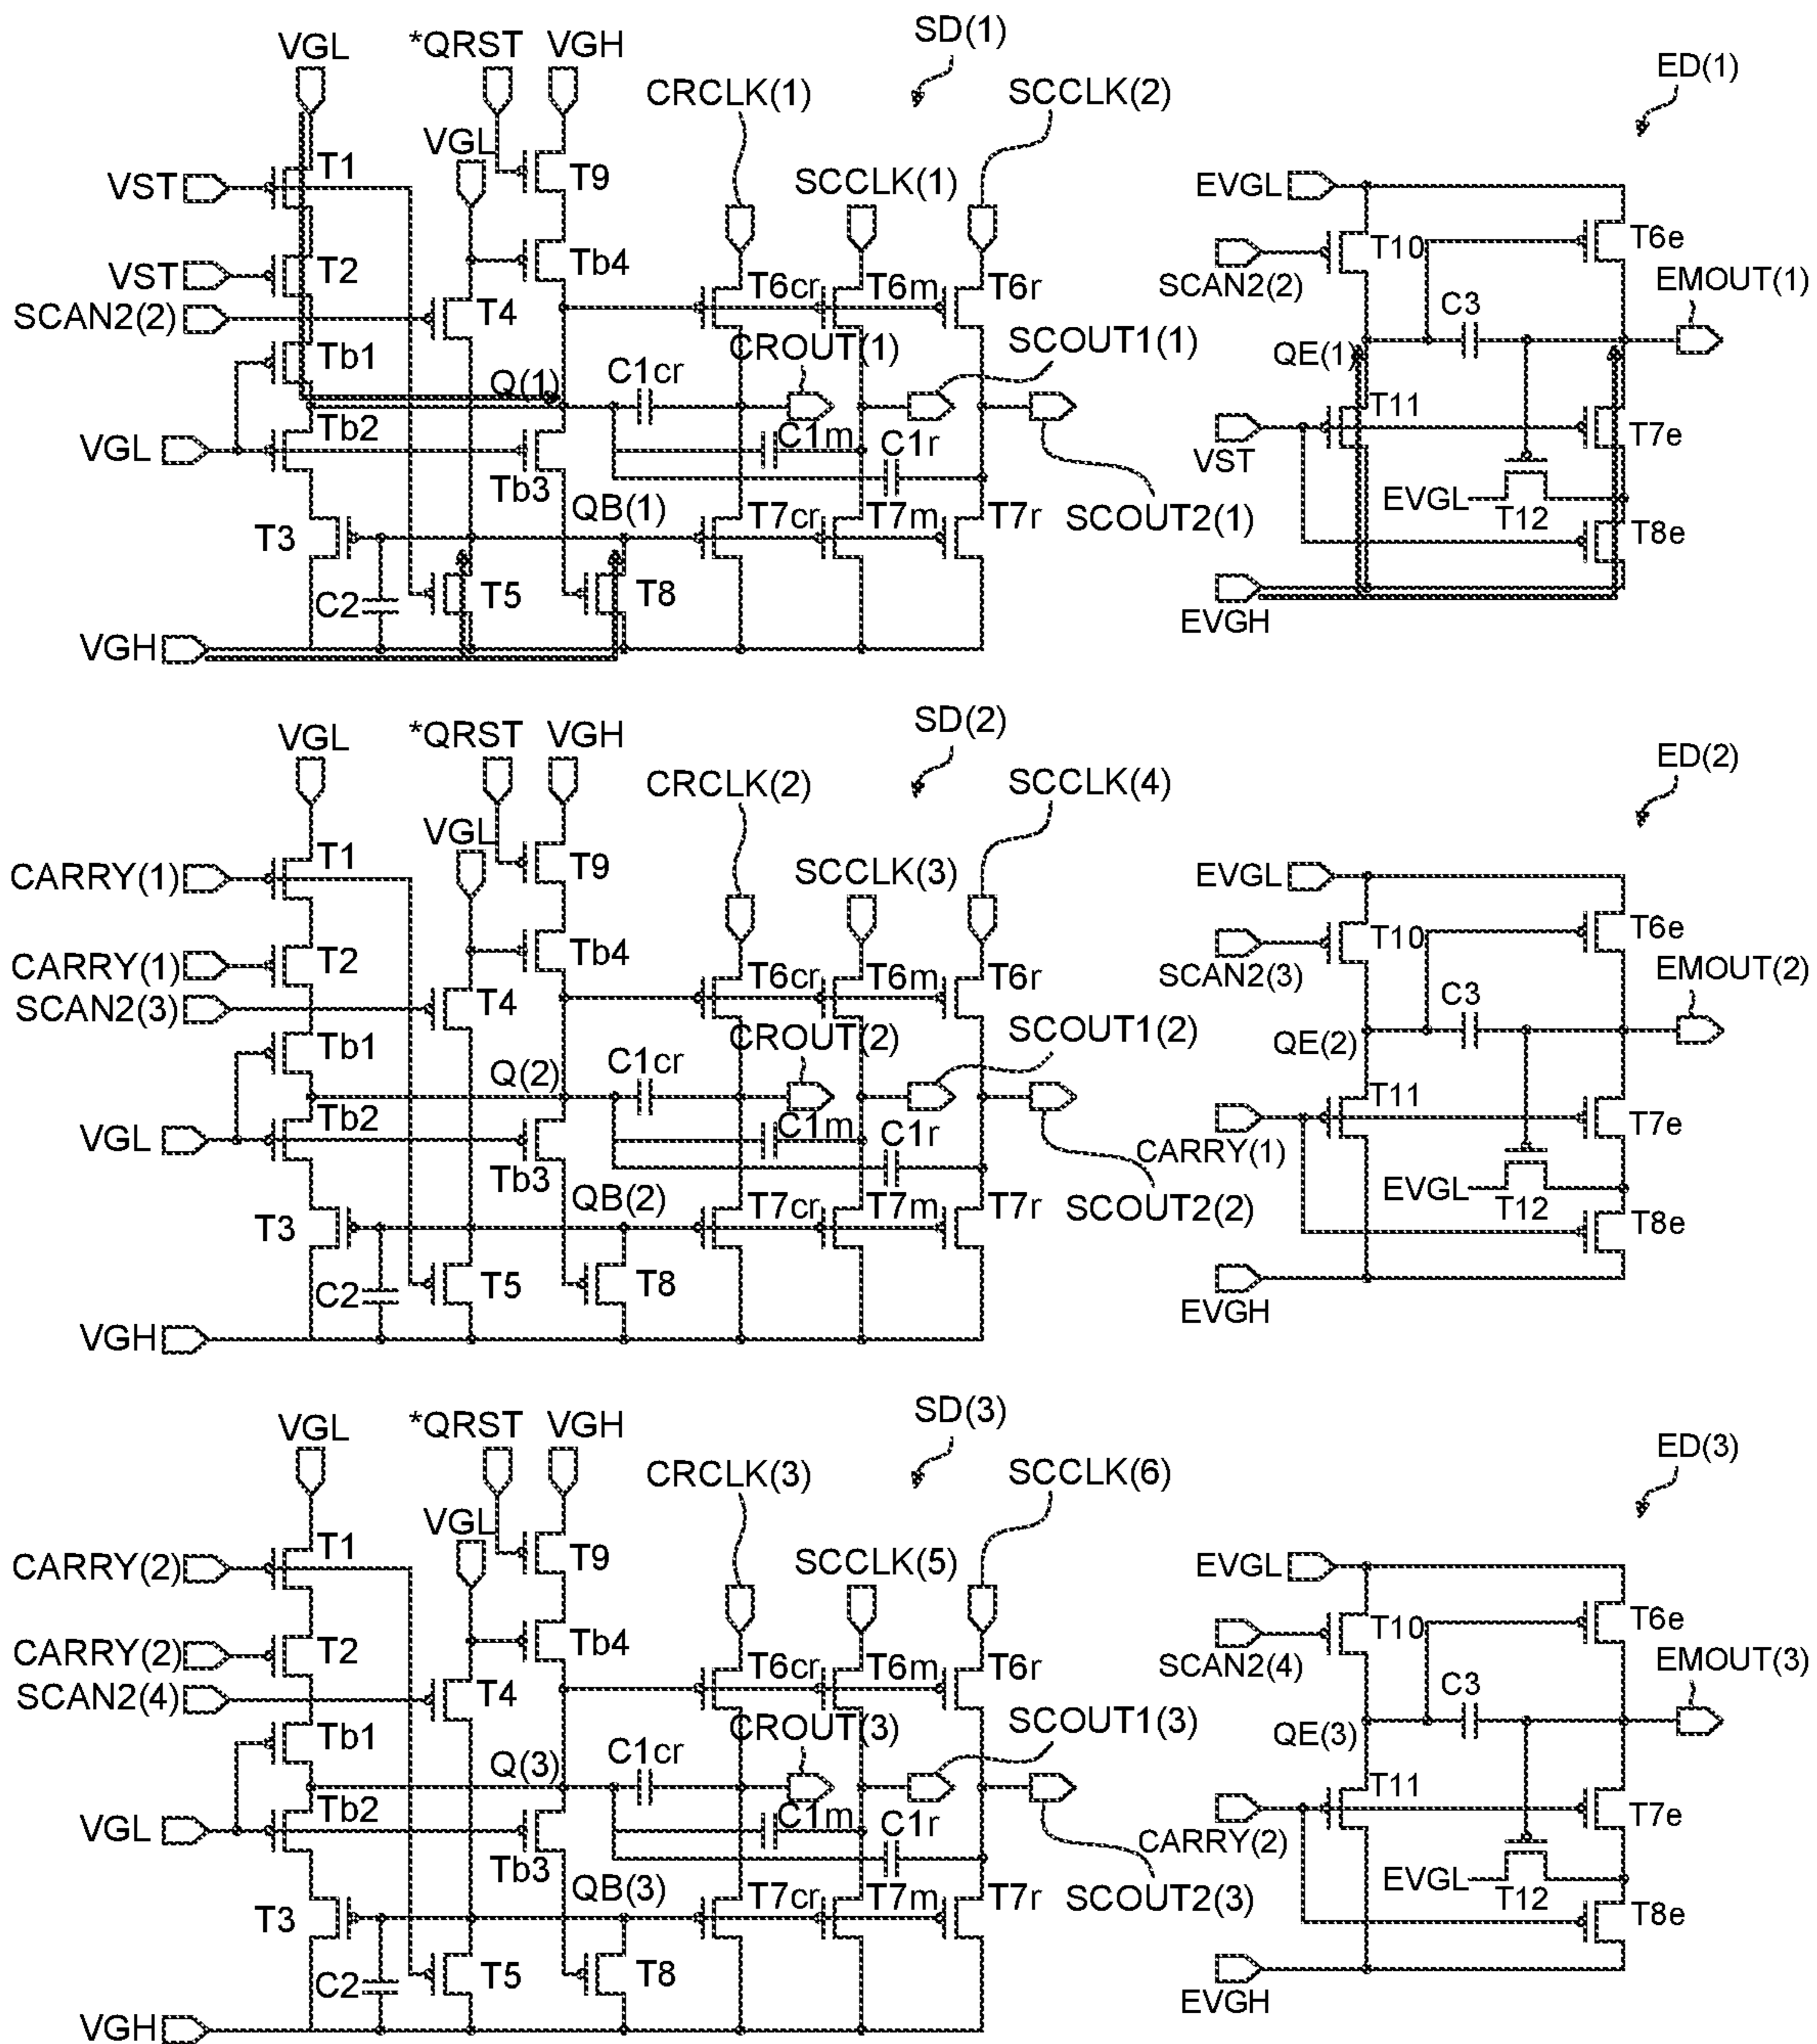 SD(1)
VGL *QRST VGH
CRCLK(1) SCCLK(2) ED(1)
VGL
T1 T9
VST SCCLK(1) EVGL
T10 T6e
T2 Tb4
VST T6cr T6m T6r SCAN2(2) EMOUT(1)
SCAN2(2) T4 C3
Tb1 CROUT(1) SCOUT1(1)
Q(1) C1cr QE(1)
Tb2 T11
VGL C1m C1r VST T7e
Tb3 EVGL
QB(1) T12
T3 T7cr T7m T7r SCOUT2(1) T8e
C2 T5 T8
VGH EVGH
SD(2)
VGL *QRST VGH
CRCLK(2) SCCLK(4) ED(2)
VGL
T1 T9
CARRY(1) SCCLK(3) EVGL
T10 T6e
T2 Tb4
CARRY(1) T6cr T6m T6r SCAN2(3) EMOUT(2)
SCAN2(3) T4 C3
Tb1 CROUT(2) SCOUT1(2)
Q(2) C1cr QE(2)
Tb2 T11
VGL C1m C1r CARRY(1) T7e
Tb3 EVGL
QB(2) T12
T3 T7cr T7m T7r SCOUT2(2) T8e
C2 T5 T8
VGH EVGH
SD(3)
VGL *QRST VGH
CRCLK(3) SCCLK(6) ED(3)
VGL
T1 T9
CARRY(2) SCCLK(5) EVGL
T10 T6e
T2 Tb4
CARRY(2) T6cr T6m T6r SCAN2(4) EMOUT(3)
SCAN2(4) T4 C3
Tb1 CROUT(3) SCOUT1(3)
Q(3) C1cr QE(3)
Tb2 T11
VGL C1m C1r CARRY(2) T7e
Tb3 EVGL
QB(3) T12
T3 T7cr T7m T7r SCOUT2(3) T8e
C2 T5 T8
VGH EVGH